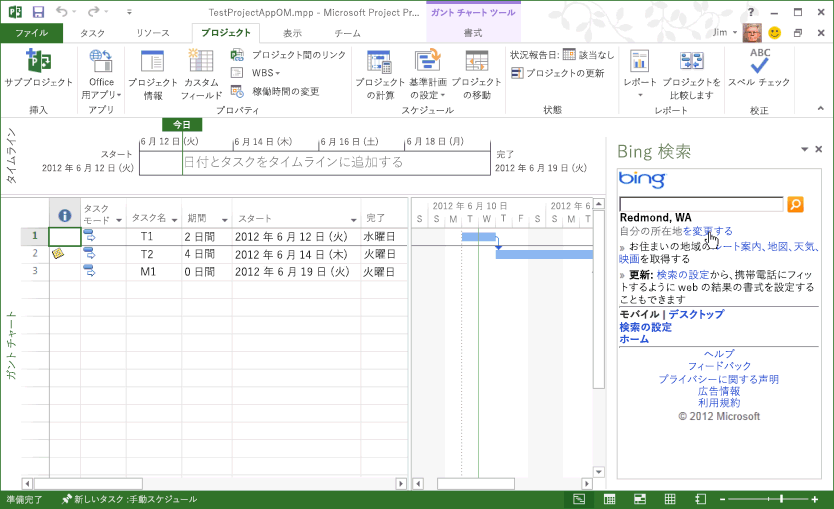 TestProjectAppOM.mpp - Microsoft Project Pr...
ガント チャート ツール
ファイル
タスク
リソース
プロジェクト
表示
チーム
書式
Jim
サブプロジェクト
挿入
Office
用アプリ
アプリ
プロジェクト
情報
カスタム
フィールド
プロジェクト間のリンク
WBS
稼働時間の変更
プロパティ
プロジェクト
の計算
基準計画
の設定
プロジェクト
の移動
スケジュール
状況報告日:
該当なし
プロジェクトの更新
状態
レポート
プロジェクトを
比較します
レポート
ABC
スペル チェック
校正
タイムライン
今日
6 月 12 日 (火)
6 月 14 日 (木)
6 月 16 日 (土)
6 月 18 日 (月)
スタート
2012 年 6 月 12 日 (火)
日付とタスクをタイムラインに追加する
完了
2012 年 6 月 19 日 (火)
ガント チャート
タスク
モード
タスク名
期間
スタート
完了
1
T1
2 日間
2012 年 6 月 12 日 (火)
水曜日
2
T2
4 日間
2012 年 6 月 14 日 (木)
火曜日
3
M1
0 日間
2012 年 6 月 19 日 (火)
火曜日
2012 年 6 月 10
2012 年 6
S S M T W T F S S M T
Bing 検索
bing
Redmond, WA
自分の所在地を変更する
» お住まいの地域のルート案内、地図、天気、
映画を取得する
» 更新: 検索の設定から、携帯電話にフィッ
トするように web の結果の書式を設定する
こともできます
モバイル | デスクトップ
検索の設定
ホーム
ヘルプ
フィードバック
プライバシーに関する声明
広告情報
利用規約
© 2012 Microsoft
準備完了
新しいタスク :手動スケジュール